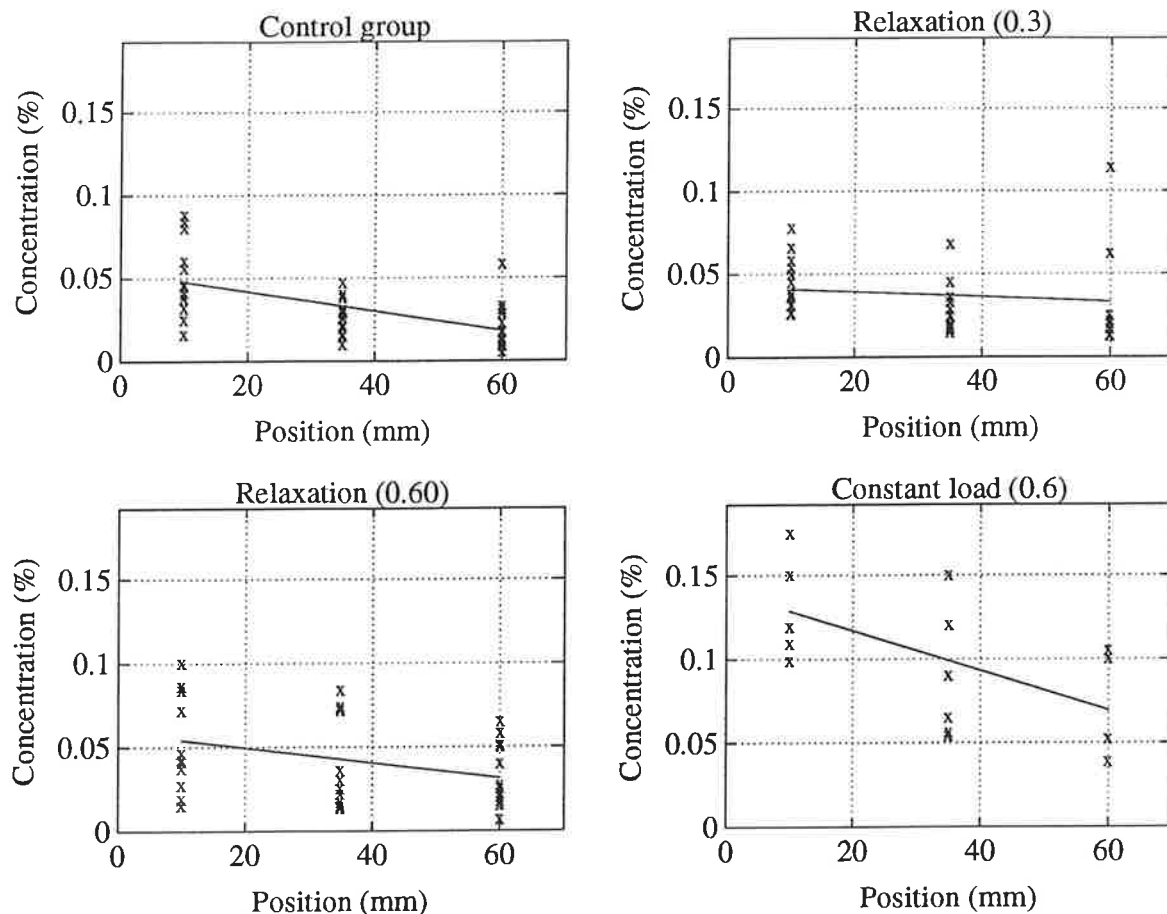 Control group
Concentration (%)
0.15
0.1
0.05
0
0 20 40 60
Position (mm)
Relaxation (0.3)
Concentration (%)
0.15
0.1
0.05
0
0 20 40 60
Position (mm)
Relaxation (0.60)
Concentration (%)
0.15
0.1
0.05
0
0 20 40 60
Position (mm)
Constant load (0.6)
Concentration (%)
0.15
0.1
0.05
0
0 20 40 60
Position (mm)